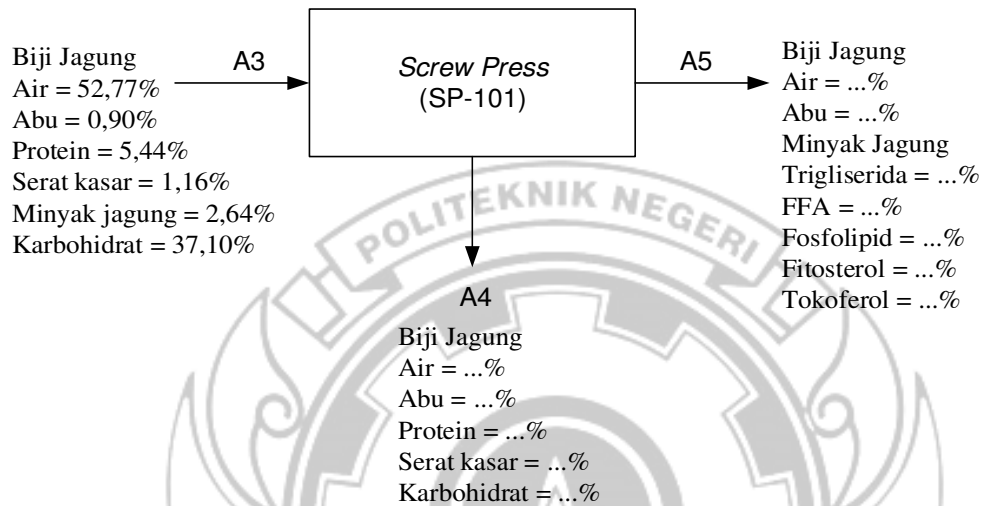 Biji Jagung
Air = 52,77%
Abu = 0,90%
Protein = 5,44%
Serat kasar = 1,16%
Minyak jagung = 2,64%
Karbohidrat = 37,10%
A3
Screw Press
(SP-101)
A5
Biji Jagung
Air = ...%
Abu = ...%
Minyak Jagung
Trigliserida = ...%
FFA = ...%
Fosfolipid = ...%
Fitosterol = ...%
Tokoferol = ...%
POLITEKNIK NEGERI
A4
Biji Jagung
Air = ...%
Abu = ...%
Protein = ...%
Serat kasar = ...%
Karbohidrat = ...%